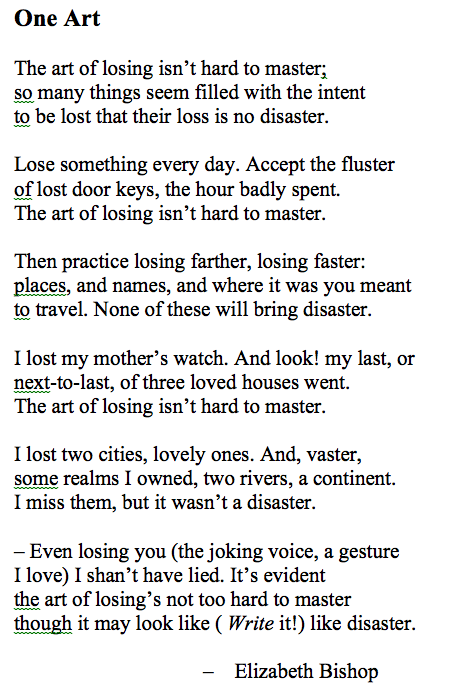 One Art
The art of losing isn’t hard to master;
so many things seem filled with the intent
to be lost that their loss is no disaster.
Lose something every day. Accept the fluster
of lost door keys, the hour badly spent.
The art of losing isn’t hard to master.
Then practice losing farther, losing faster:
places, and names, and where it was you meant
to travel. None of these will bring disaster.
I lost my mother’s watch. And look! my last, or
next-to-last, of three loved houses went.
The art of losing isn’t hard to master.
I lost two cities, lovely ones. And, vaster,
some realms I owned, two rivers, a continent.
I miss them, but it wasn’t a disaster.
– Even losing you (the joking voice, a gesture
I love) I shan’t have lied. It’s evident
the art of losing’s not too hard to master
though it may look like ( Write it!) like disaster.
– Elizabeth Bishop